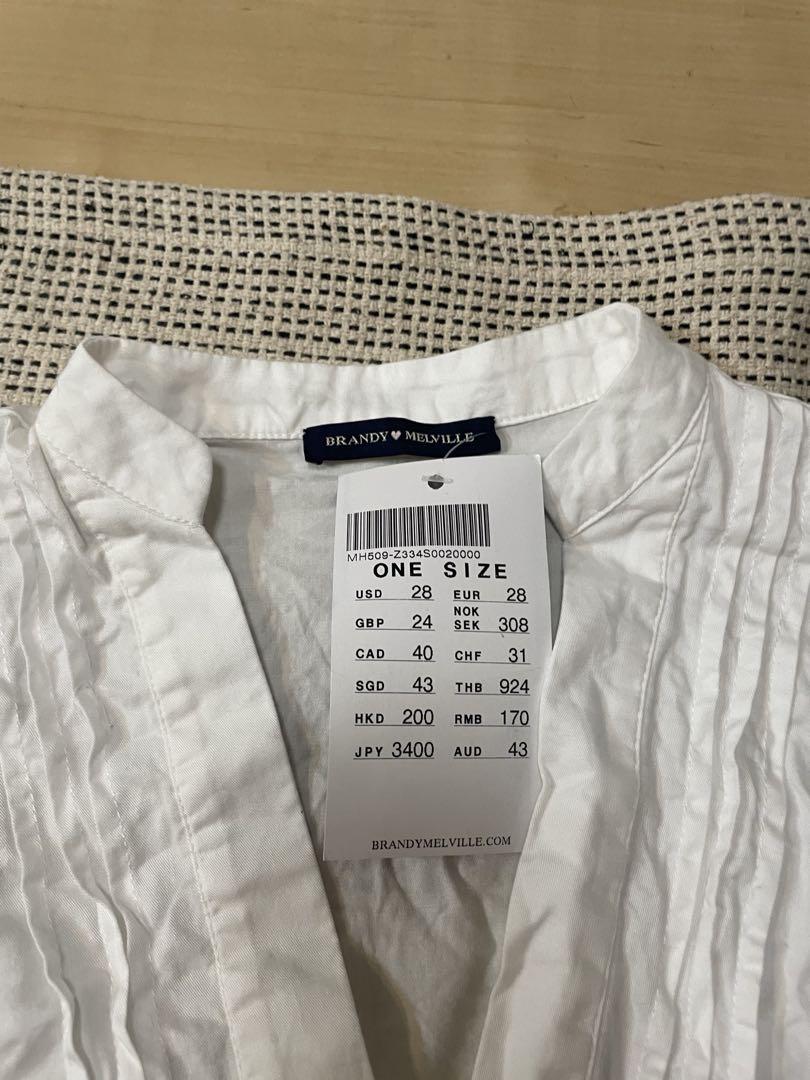 BRANDY♥MELVILLE
MH509-Z334S0020000
ONE SIZE
USD 28 EUR 28
GBP 24 NOK SEK 308
CAD 40 CHF 31
SGD 43 THB 924
HKD 200 RMB 170
JPY 3400 AUD 43
BRANDYMELVILLE.COM